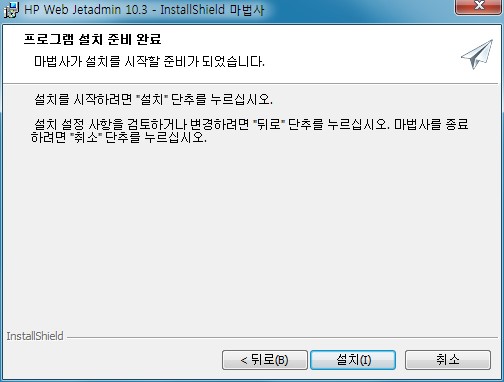 HP Web Jetadmin 10.3 - InstallShield 마법사
프로그램 설치 준비 완료
마법사가 설치를 시작할 준비가 되었습니다.
설치를 시작하려면 "설치" 단추를 누르십시오.
설치 설정 사항을 검토하거나 변경하려면 "뒤로" 단추를 누르십시오. 마법사를 종료
하려면 "취소" 단추를 누르십시오.
InstallShield
< 뒤로(B)
설치(I)
취소